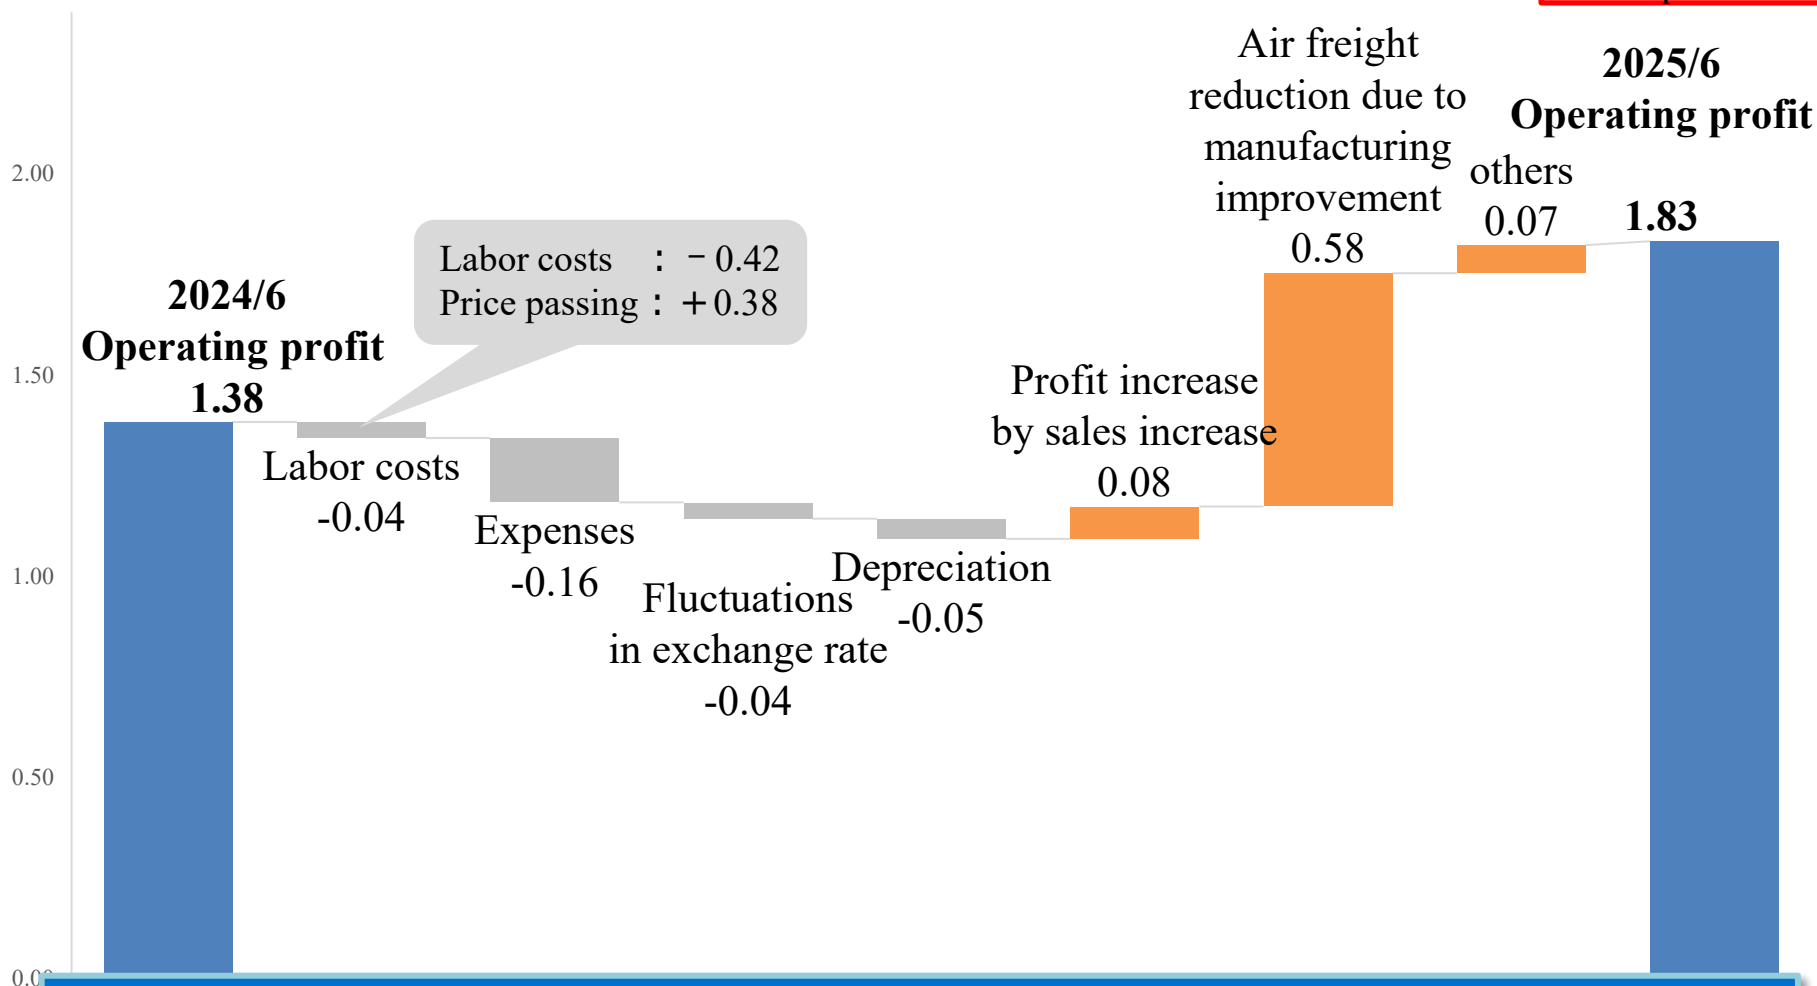 2.00
1.50
1.00
0.50
2024/6
Operating profit
1.38
Labor costs : −0.42
Price passing : +0.38
Labor costs
-0.04
Expenses
-0.16
Fluctuations
in exchange rate
-0.04
Depreciation
-0.05
Profit increase
by sales increase
0.08
Air freight
reduction due to
manufacturing
improvement
0.58
others
0.07
2025/6
Operating profit
1.83